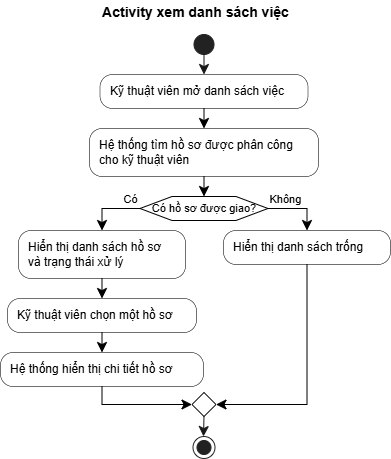 Activity xem danh sách việc
Kỹ thuật viên mở danh sách việc
Hệ thống tìm hồ sơ được phân công
cho kỹ thuật viên
Có
Có hồ sơ được giao?
Không
Hiển thị danh sách hồ sơ
và trạng thái xử lý
Hiển thị danh sách trống
Kỹ thuật viên chọn một hồ sơ
Hệ thống hiển thị chi tiết hồ sơ